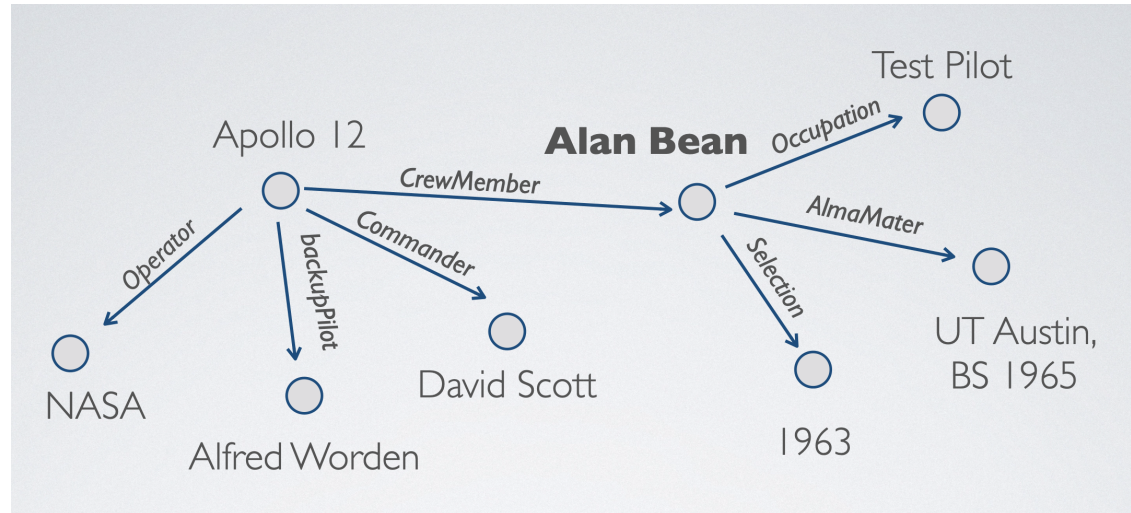 Test Pilot
Apollo 12
Alan Bean
Occupation
CrewMember
AlmaMater
Operator
backupPilot
Commander
Selection
UT Austin,
BS 1965
David Scott
NASA
1963
Alfred Worden